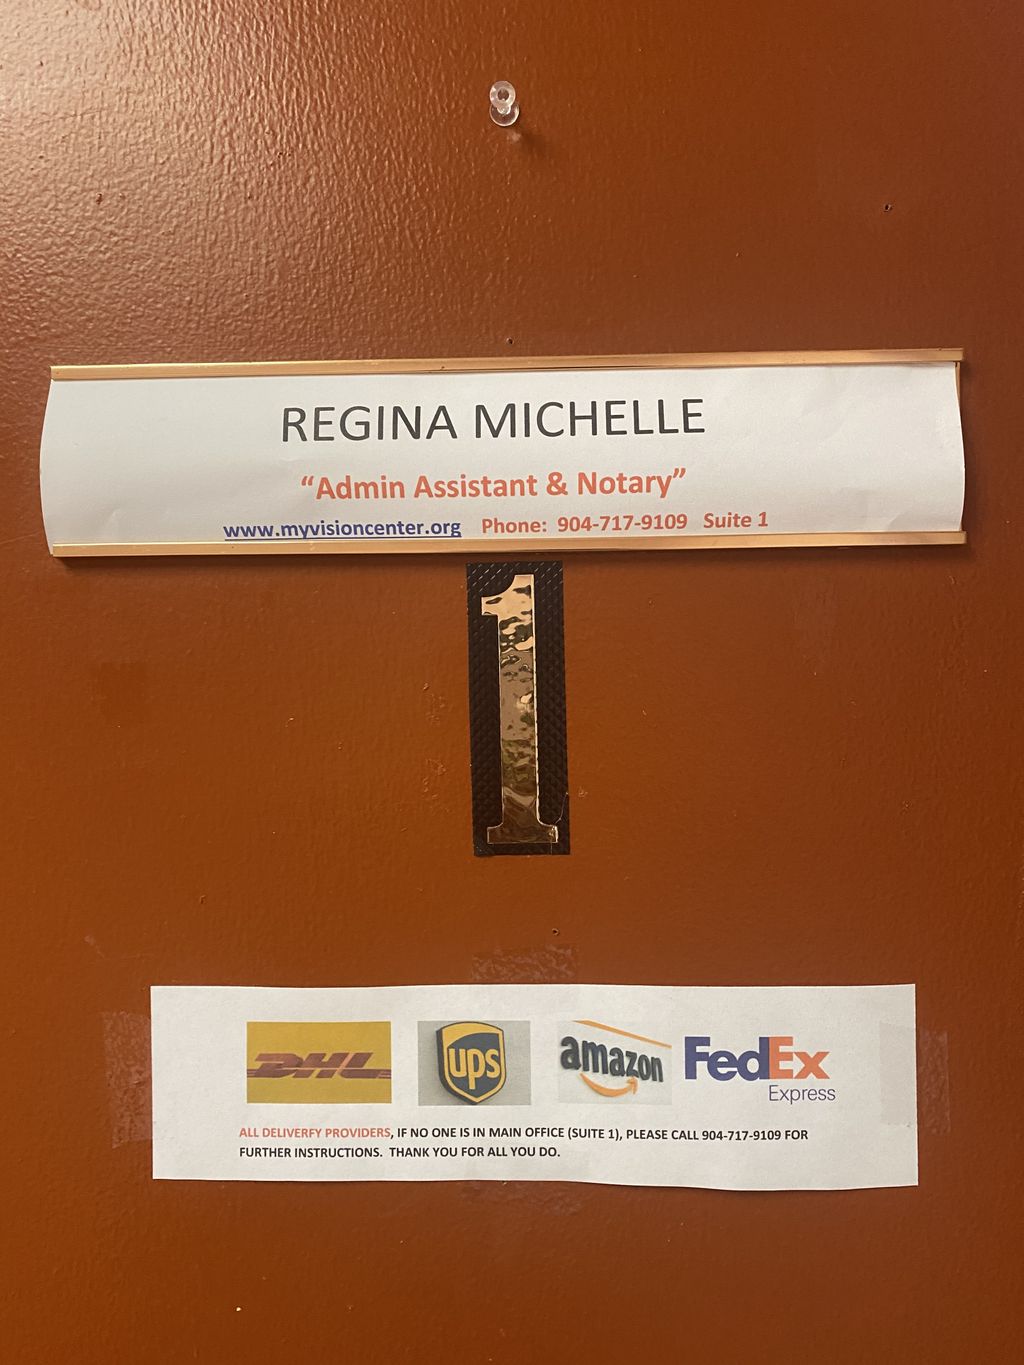 REGINA MICHELLE
“Admin Assistant & Notary”
www.myvisioncenter.org Phone: 904-717-9109 Suite 1
1
DHL ups amazon FedEx
Express
ALL DELIVERFY PROVIDERS, IF NO ONE IS IN MAIN OFFICE (SUITE 1), PLEASE CALL 904-717-9109 FOR
FURTHER INSTRUCTIONS. THANK YOU FOR ALL YOU DO.